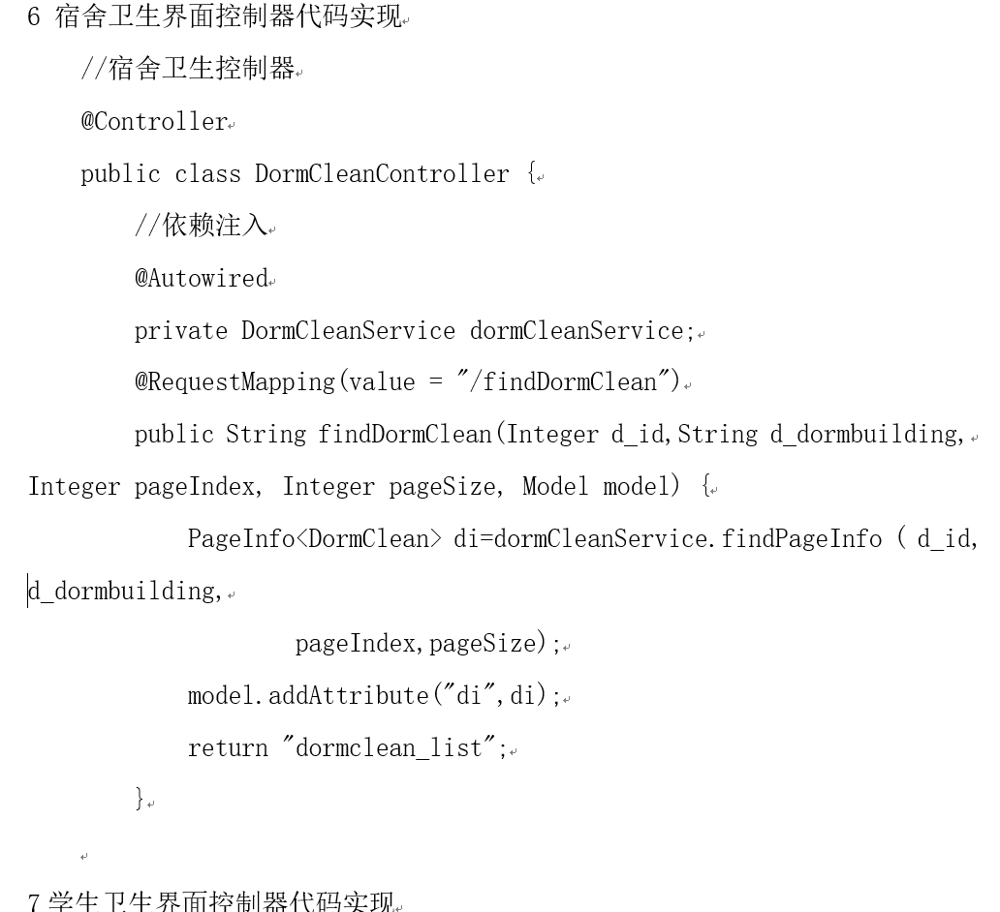 6 宿舍卫生界面控制器代码实现
//宿舍卫生控制器
@Controller
public class DormCleanController {
//依赖注入
@Autowired
private DormCleanService dormCleanService;
@RequestMapping(value = "/findDormClean")
public String findDormClean(Integer d_id,String d_dormbuilding,
Integer pageIndex, Integer pageSize, Model model) {
PageInfo<DormClean> di=dormCleanService.findPageInfo ( d_id,
d_dormbuilding,
pageIndex,pageSize);
model.addAttribute("di",di);
return "dormclean_list";
}
7 学生卫生界面控制器代码实现